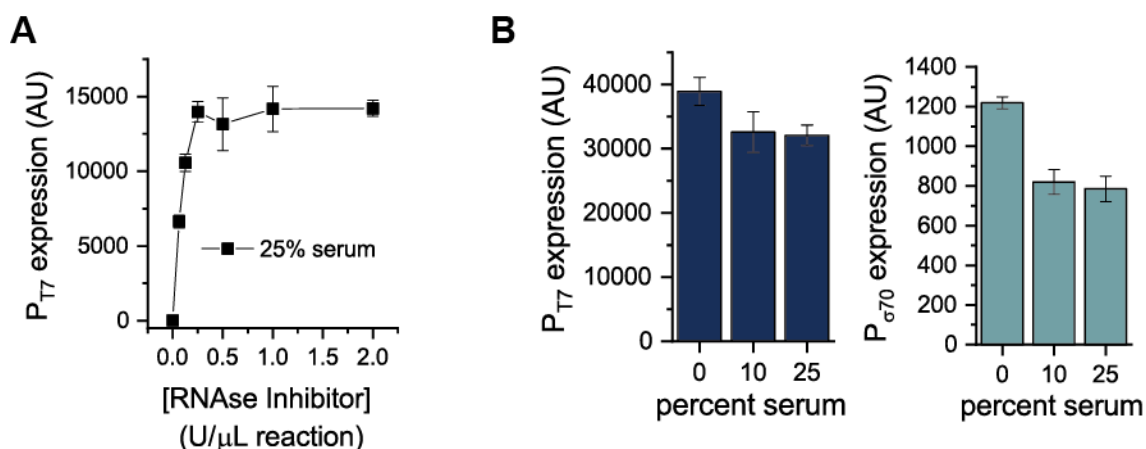 A
P_T7 expression (AU)
15000
10000
5000
0
25% serum
0.0 0.5 1.0 1.5 2.0
[RNAse Inhibitor]
(U/μL reaction)
B
P_T7 expression (AU)
40000
30000
20000
10000
0
0 10 25
percent serum
P_σ70 expression (AU)
1400
1200
1000
800
600
400
200
0
0 10 25
percent serum